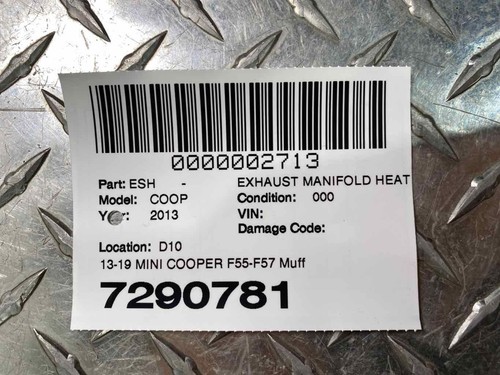 0000002713
Part: ESH - EXHAUST MANIFOLD HEAT
Model: COOP Condition: 000
2013 VIN:
Damage Code:
Location: D10
13-19 MINI COOPER F55-F57 Muff
7290781